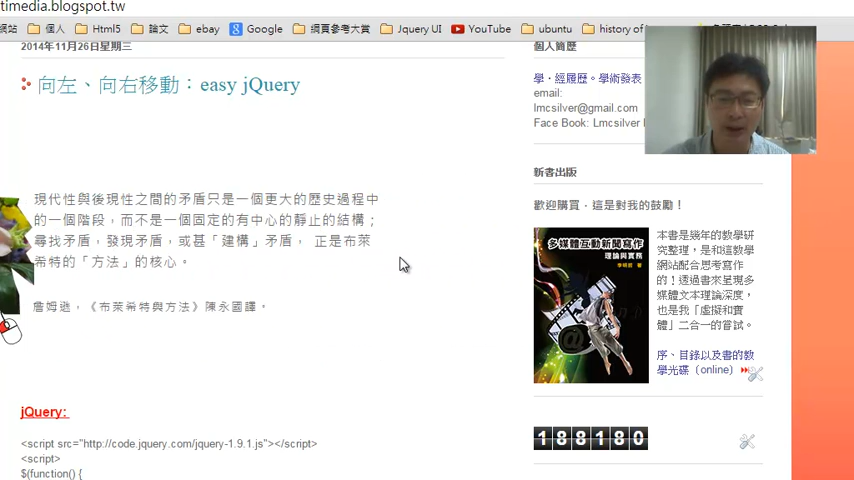 timedia.blogspot.tw
網站 個人 Html5 論文 ebay Google 網頁參考大賞 Jquery UI YouTube ubuntu history of
2014年11月26日星期三
向左、向右移動：easy jQuery
現代性與後現性之間的矛盾只是一個更大的歷史過程中
的一個階段，而不是一個固定的有中心的靜止的結構；
尋找矛盾，發現矛盾，或甚「建構」矛盾， 正是布萊
希特的「方法」的核心。
詹姆遜，《布萊希特與方法》陳永國譯。
jQuery:
<script src="http://code.jquery.com/jquery-1.9.1.js"></script>
<script>
$(function() {
個人簡歷
學．經歷。學術發表
email:
lmcsilver@gmail.com
Face Book: Lmcsilver
新書出版
歡迎購買，這是對我的鼓勵！
多媒體互動新聞寫作
理論與實務
李明哲 著
本書是幾年的教學研
究整理，是和這教學
網站配合思考寫作
的！透過書來呈現多
媒體文本理論深度，
也是我「虛擬和實
體」二合一的嘗試。
序、目錄以及書的教
學光碟〔online〕
188180